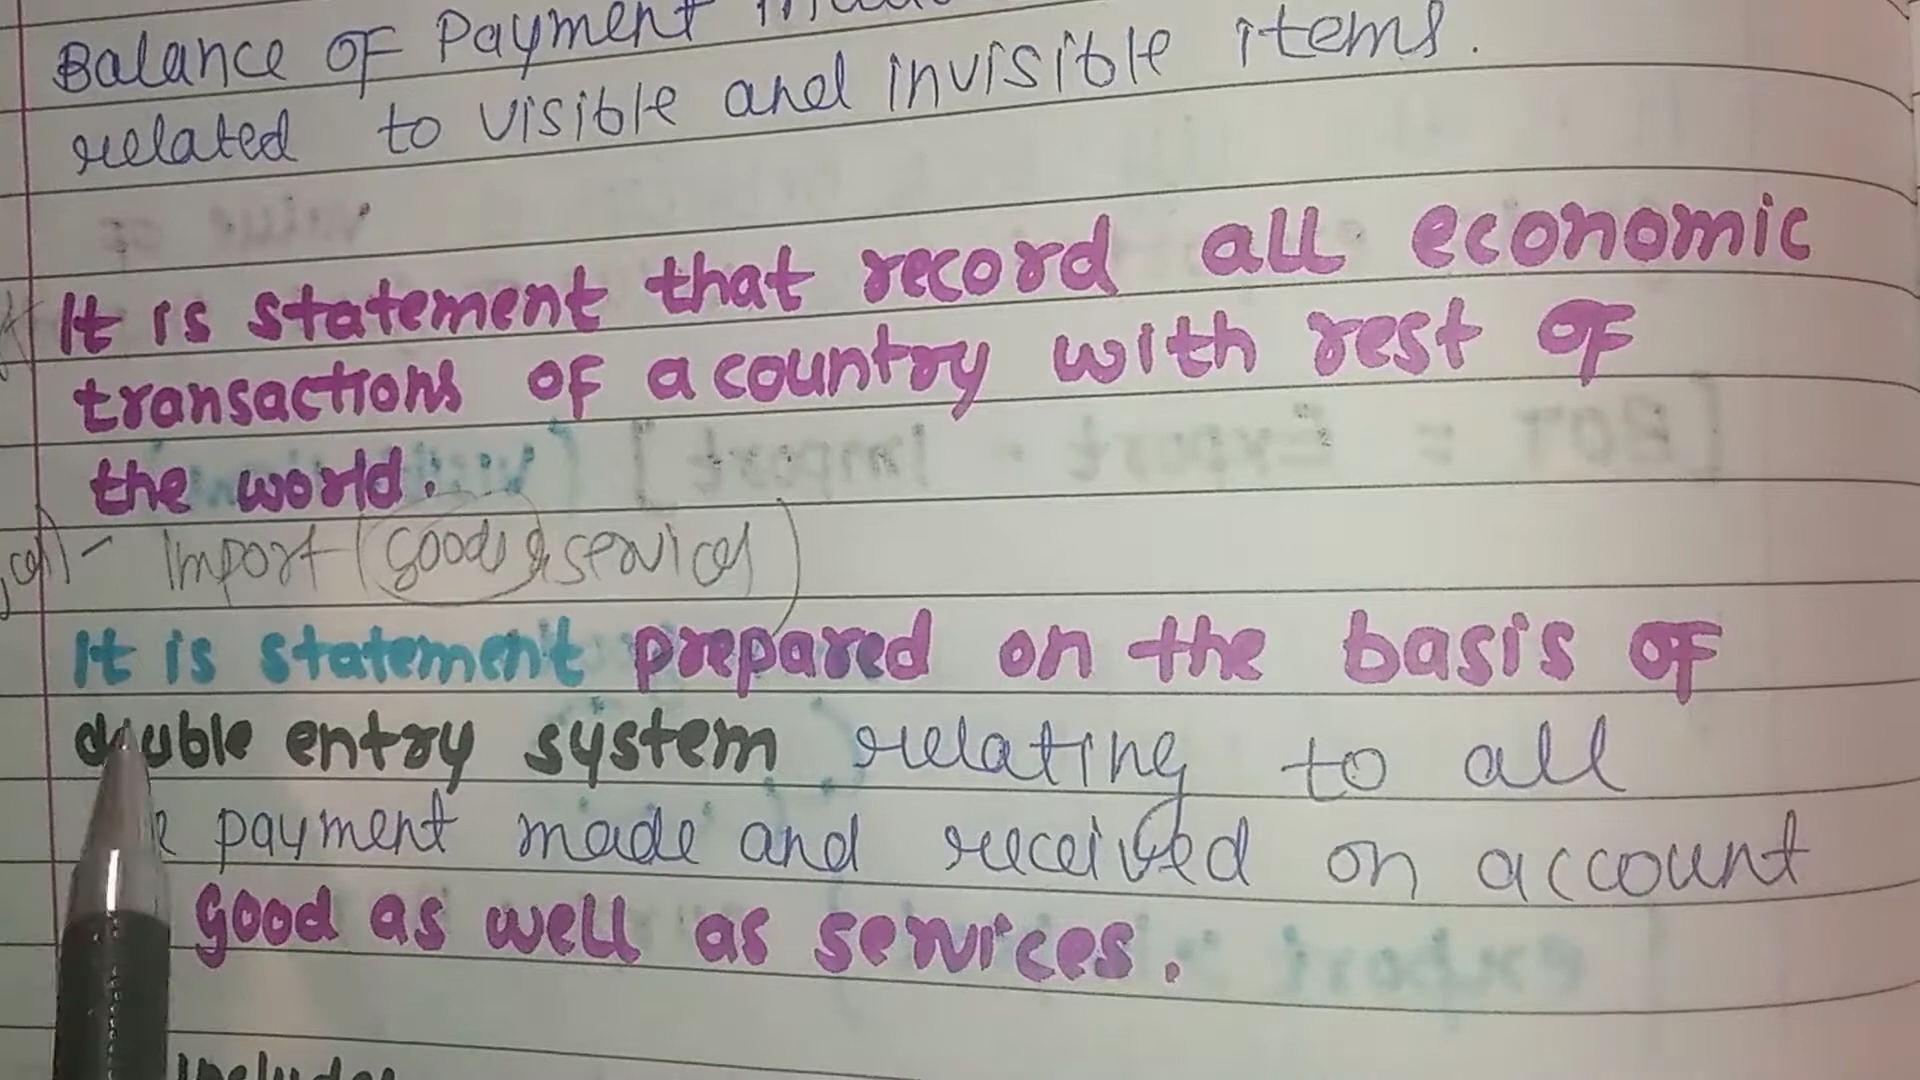 Balance of Payment
related to visible and invisible items.
It is statement that record all economic
transactions of a country with rest of
the world.
- Import (goods & services)
It is statement prepared on the basis of
double entry system relating to all
payment made and received on account
good as well as services.
Includes